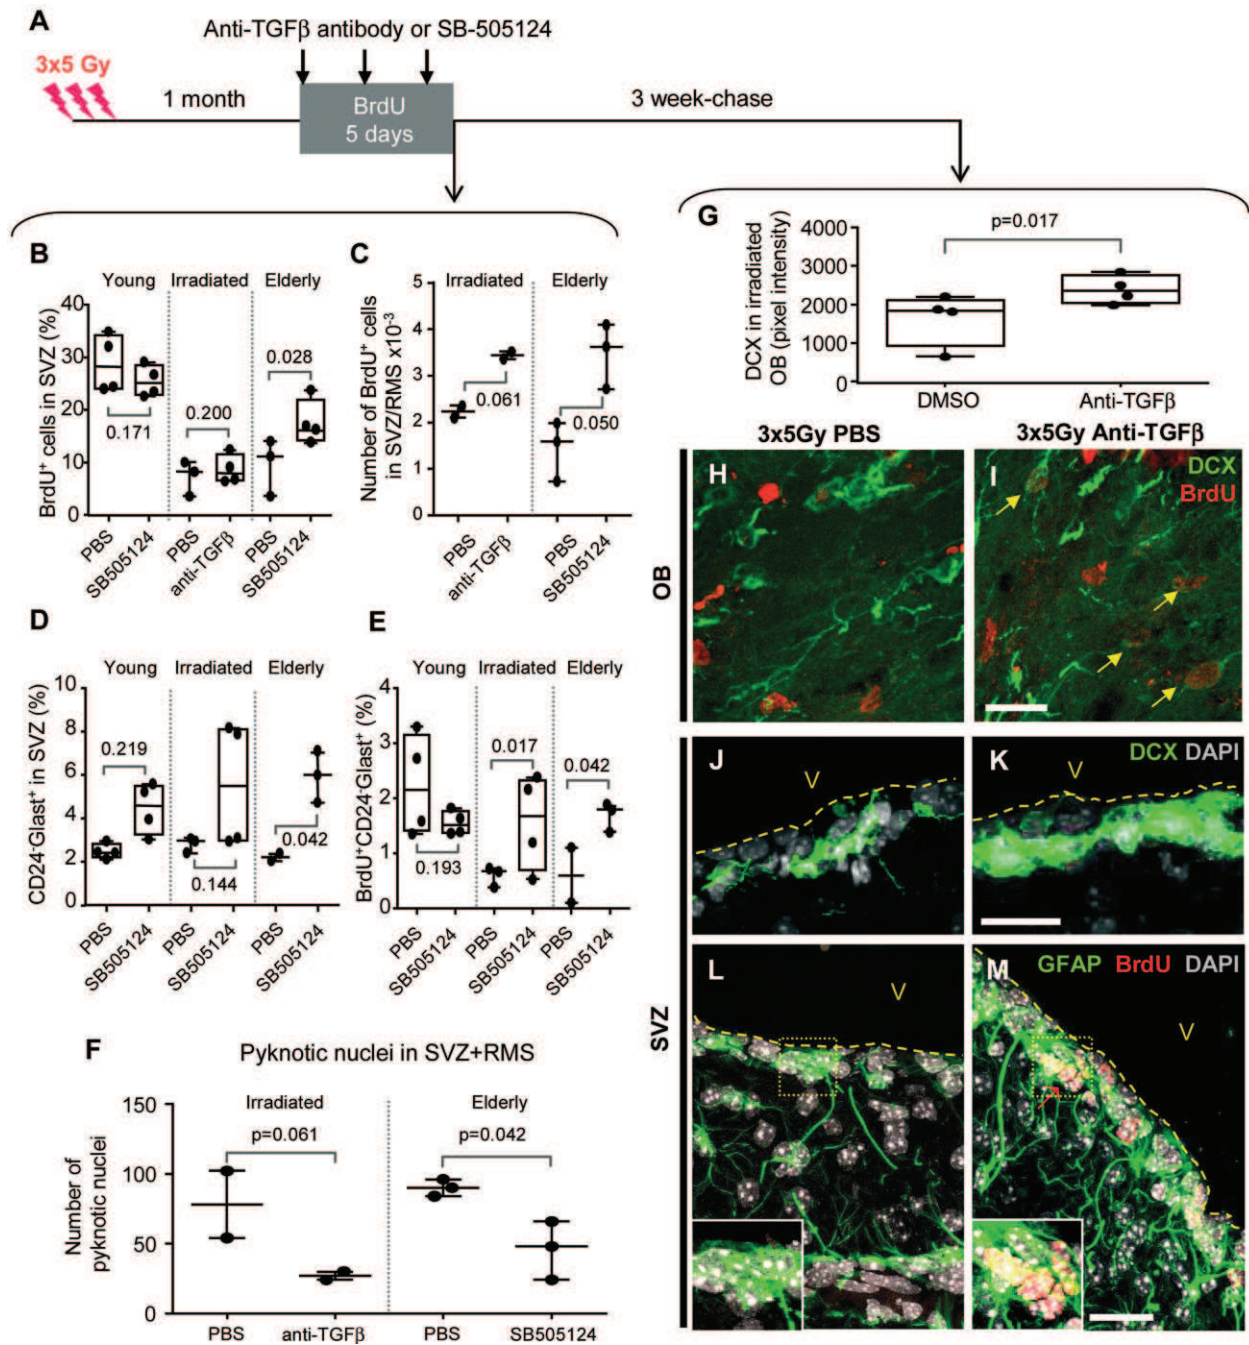 A
Anti-TGFβ antibody or SB-505124
3x5 Gy
1 month
BrdU
5 days
3 week-chase
B
Young
Irradiated
Elderly
BrdU⁺ cells in SVZ (%)
40
30
20
10
0
0.171
0.200
0.028
PBS
SB505124
PBS
anti-TGFβ
PBS
SB505124
C
Irradiated
Elderly
Number of BrdU⁺ cells
in SVZ/RMS x10⁻³
5
4
3
2
1
0
0.061
0.050
PBS
anti-TGFβ
PBS
SB505124
D
Young
Irradiated
Elderly
CD24⁻Glast⁺ in SVZ (%)
10
8
6
4
2
0
0.219
0.144
0.042
PBS
SB505124
PBS
SB505124
PBS
SB505124
E
Young
Irradiated
Elderly
BrdU⁺CD24⁻Glast⁺ (%)
4
3
2
1
0
0.193
0.017
0.042
PBS
SB505124
PBS
SB505124
PBS
SB505124
F
Pyknotic nuclei in SVZ+RMS
Irradiated
Elderly
p=0.061
p=0.042
Number of
pyknotic nuclei
150
100
50
0
PBS
anti-TGFβ
PBS
SB505124
G
DCX in irradiated
OB (pixel intensity)
4000
3000
2000
1000
0
p=0.017
DMSO
Anti-TGFβ
3x5Gy PBS
3x5Gy Anti-TGFβ
OB
H
I
DCX
BrdU
SVZ
J
V
K
V
DCX DAPI
L
V
M
GFAP BrdU DAPI
V